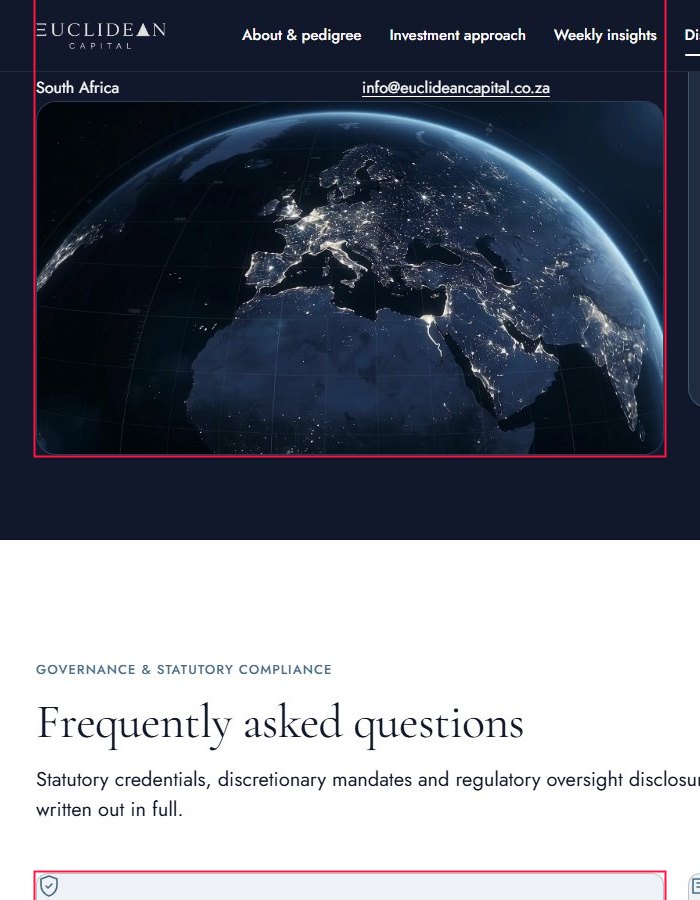 EUCLIDEAN
CAPITAL
About & pedigree
Investment approach
Weekly insights
South Africa
info@euclideancapital.co.za
GOVERNANCE & STATUTORY COMPLIANCE
Frequently asked questions
Statutory credentials, discretionary mandates and regulatory oversight
written out in full.